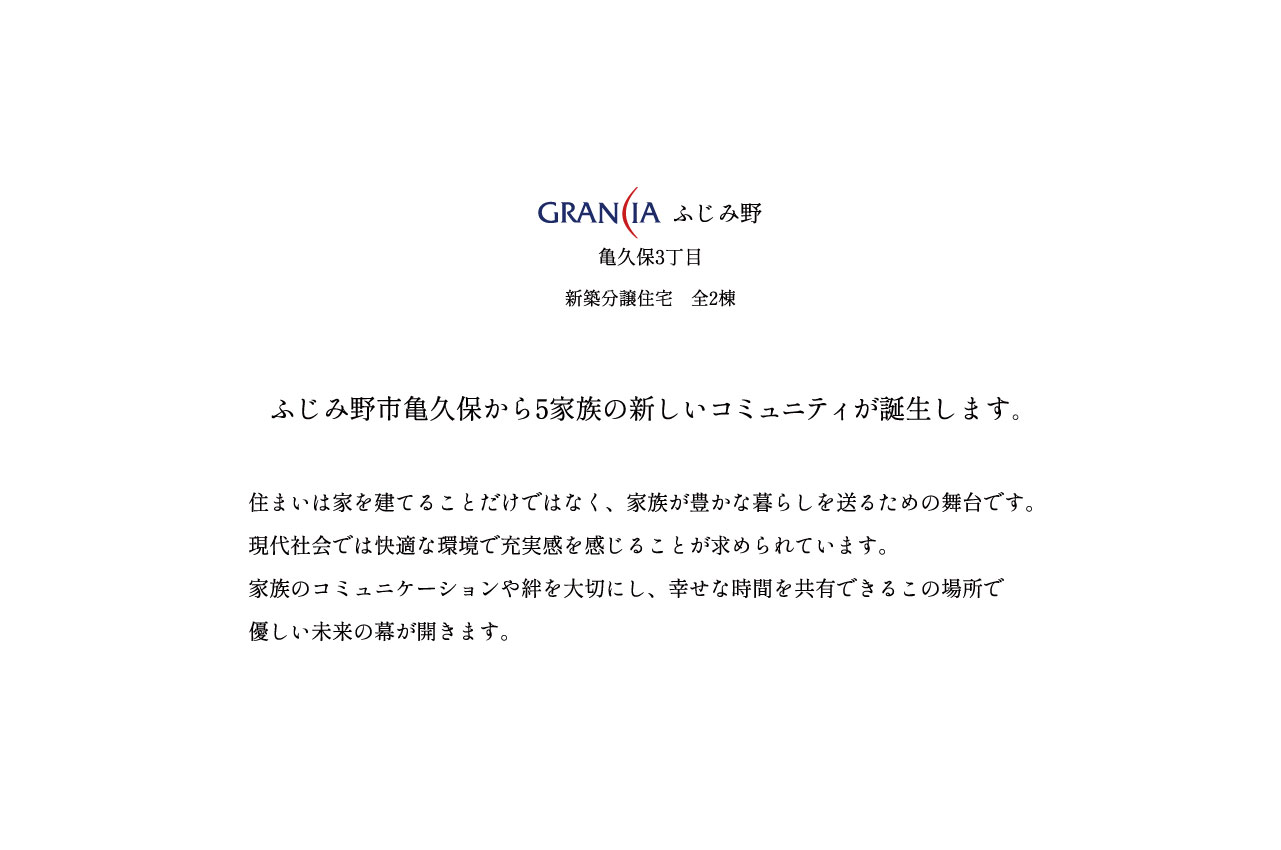 GRANCIA ふじみ野
亀久保3丁目
新築分譲住宅　全2棟
ふじみ野市亀久保から5家族の新しいコミュニティが誕生します。
住まいは家を建てることだけではなく、家族が豊かな暮らしを送るための舞台です。
現代社会では快適な環境で充実感を感じることが求められています。
家族のコミュニケーションや絆を大切にし、幸せな時間を共有できるこの場所で
優しい未来の幕が開きます。